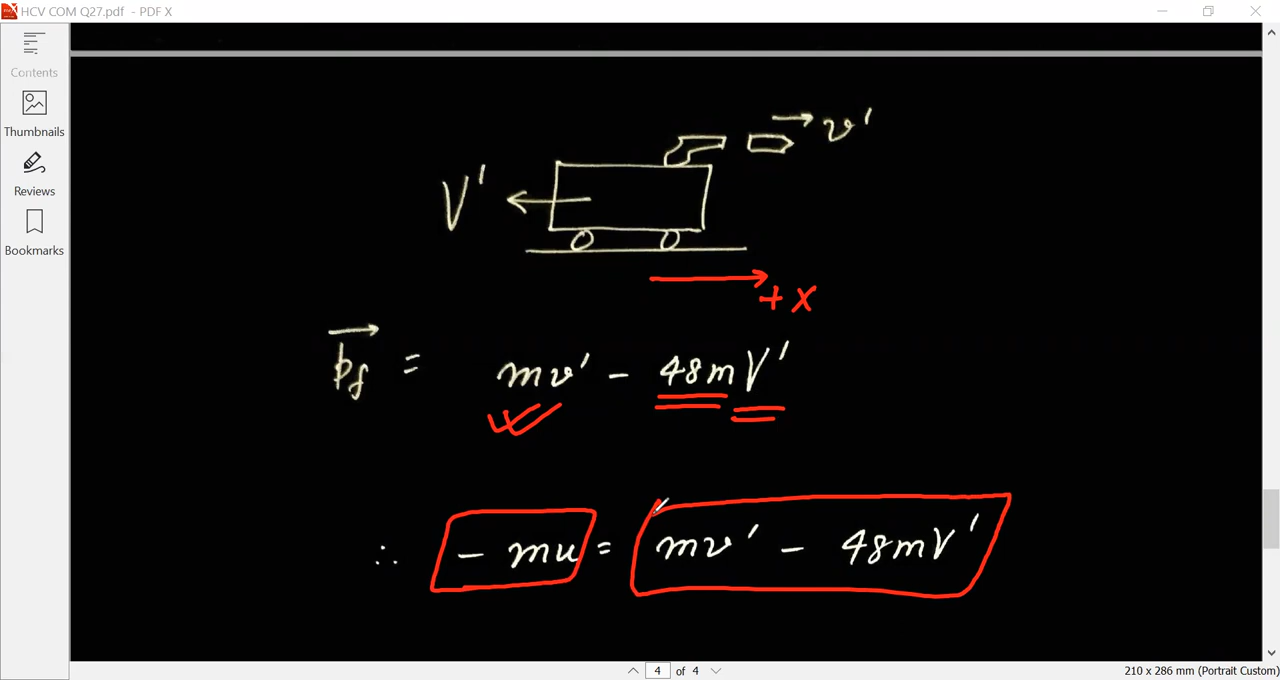 HCV COM Q27.pdf - PDF X
Contents
Thumbnails
Reviews
Bookmarks
v'
V'
+ X
p_f = mv' - 48mV'
∴ - mu = mv' - 48mV'
4 of 4
210 x 286 mm (Portrait Custom)